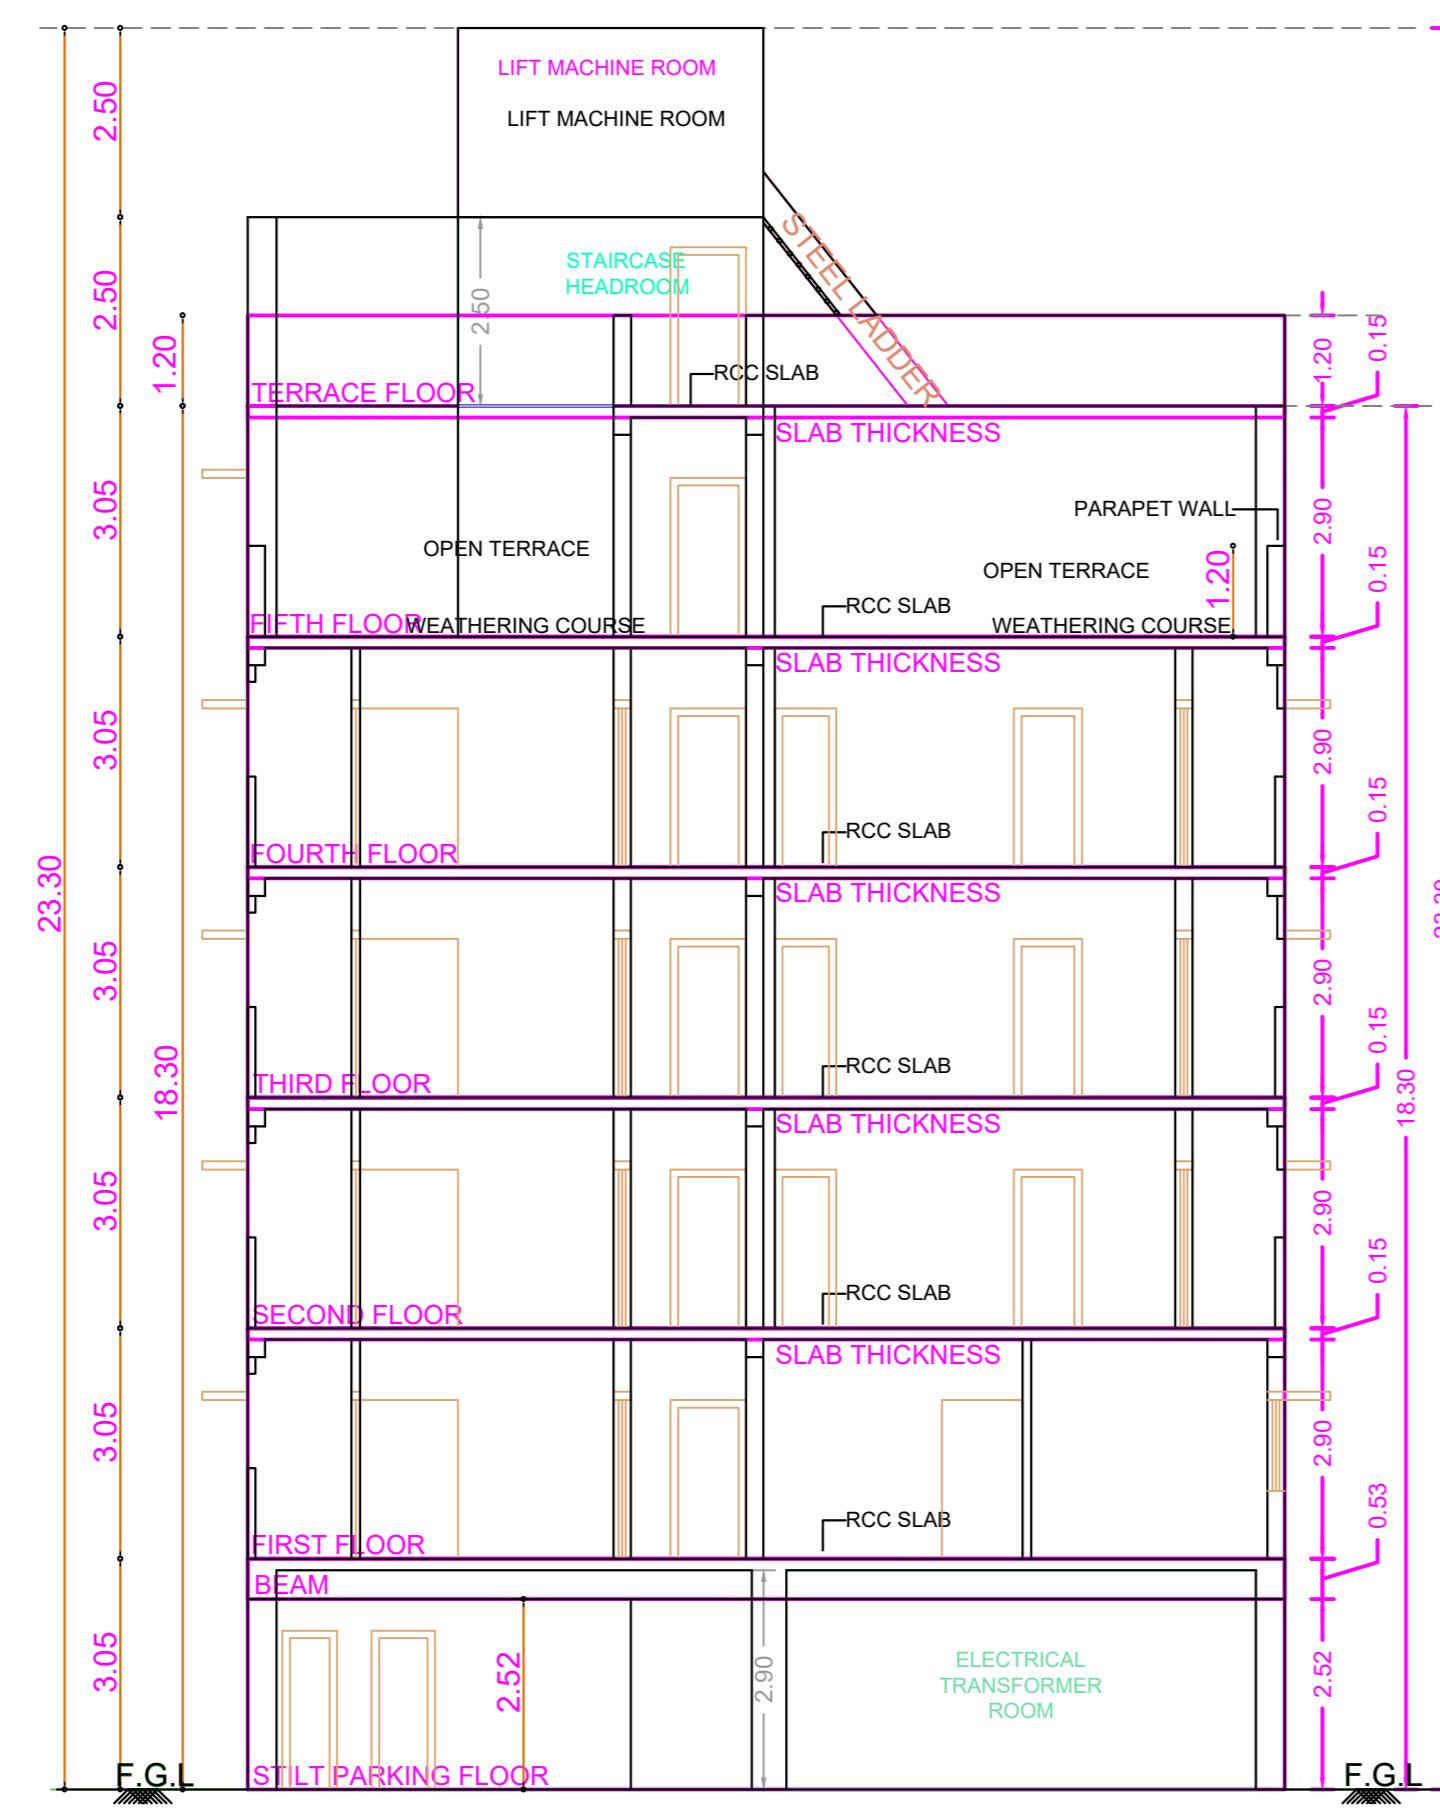 LIFT MACHINE ROOM
2.50
LIFT MACHINE ROOM
STAIRCASE
HEADROOM
STEEL LADDER
2.50
2.50
1.20
1.20
0.15
RCC SLAB
TERRACE FLOOR
SLAB THICKNESS
3.05
PARAPET WALL
2.90
OPEN TERRACE
OPEN TERRACE
1.20
0.15
RCC SLAB
FIFTH FLOOR
WEATHERING COURSE
WEATHERING COURSE
SLAB THICKNESS
3.05
2.90
0.15
RCC SLAB
FOURTH FLOOR
23.30
SLAB THICKNESS
3.05
2.90
0.15
RCC SLAB
THIRD FLOOR
18.30
18.30
SLAB THICKNESS
3.05
2.90
0.15
RCC SLAB
SECOND FLOOR
SLAB THICKNESS
3.05
2.90
0.53
RCC SLAB
FIRST FLOOR
BEAM
3.05
2.52
2.90
ELECTRICAL
TRANSFORMER
ROOM
2.52
F.G.L
STILT PARKING FLOOR
F.G.L